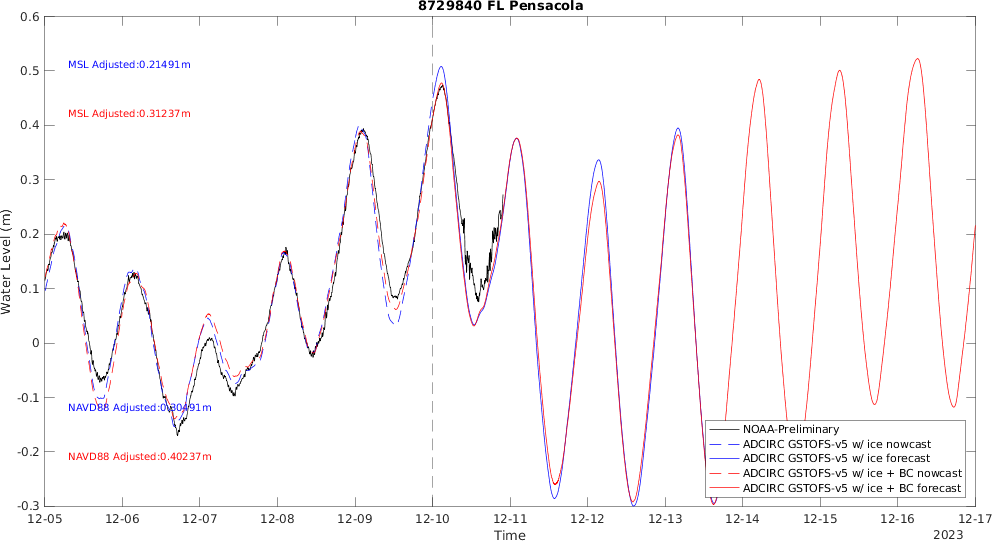 8729840 FL Pensacola
0.6
0.5
0.4
0.3
0.2
0.1
0
-0.1
-0.2
-0.3
Water Level (m)
MSL Adjusted:0.21491m
MSL Adjusted:0.31237m
NAVD88 Adjusted:0.30491m
NAVD88 Adjusted:0.40237m
NOAA-Preliminary
ADCIRC GSTOFS-v5 w/ ice nowcast
ADCIRC GSTOFS-v5 w/ ice forecast
ADCIRC GSTOFS-v5 w/ ice + BC nowcast
ADCIRC GSTOFS-v5 w/ ice + BC forecast
12-05 12-06 12-07 12-08 12-09 12-10 12-11 12-12 12-13 12-14 12-15 12-16 12-17
Time
2023